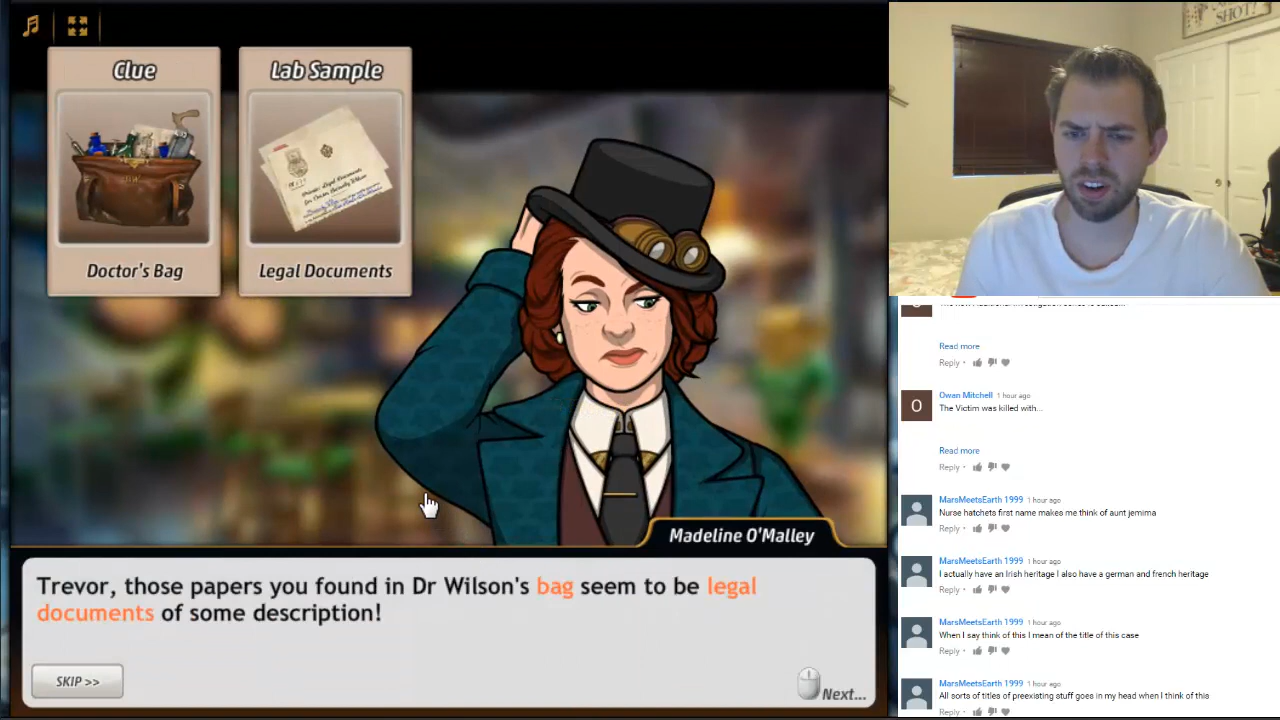 Clue
Lab Sample
Doctor's Bag
Legal Documents
Madeline O'Malley
Trevor, those papers you found in Dr Wilson's bag seem to be legal
documents of some description!
SKIP >>
Next...
SHOT!
Read more
Reply •
O
Owan Mitchell 1 hour ago
The Victim was killed with...
Read more
Reply •
MarsMeetsEarth 1999 1 hour ago
Nurse hatchets first name makes me think of aunt jemima
Reply •
MarsMeetsEarth 1999 1 hour ago
I actually have an Irish heritage I also have a german and french heritage
Reply •
MarsMeetsEarth 1999 1 hour ago
When I say think of this I mean of the title of this case
Reply •
MarsMeetsEarth 1999 1 hour ago
All sorts of titles of preexisting stuff goes in my head when I think of this
Reply •